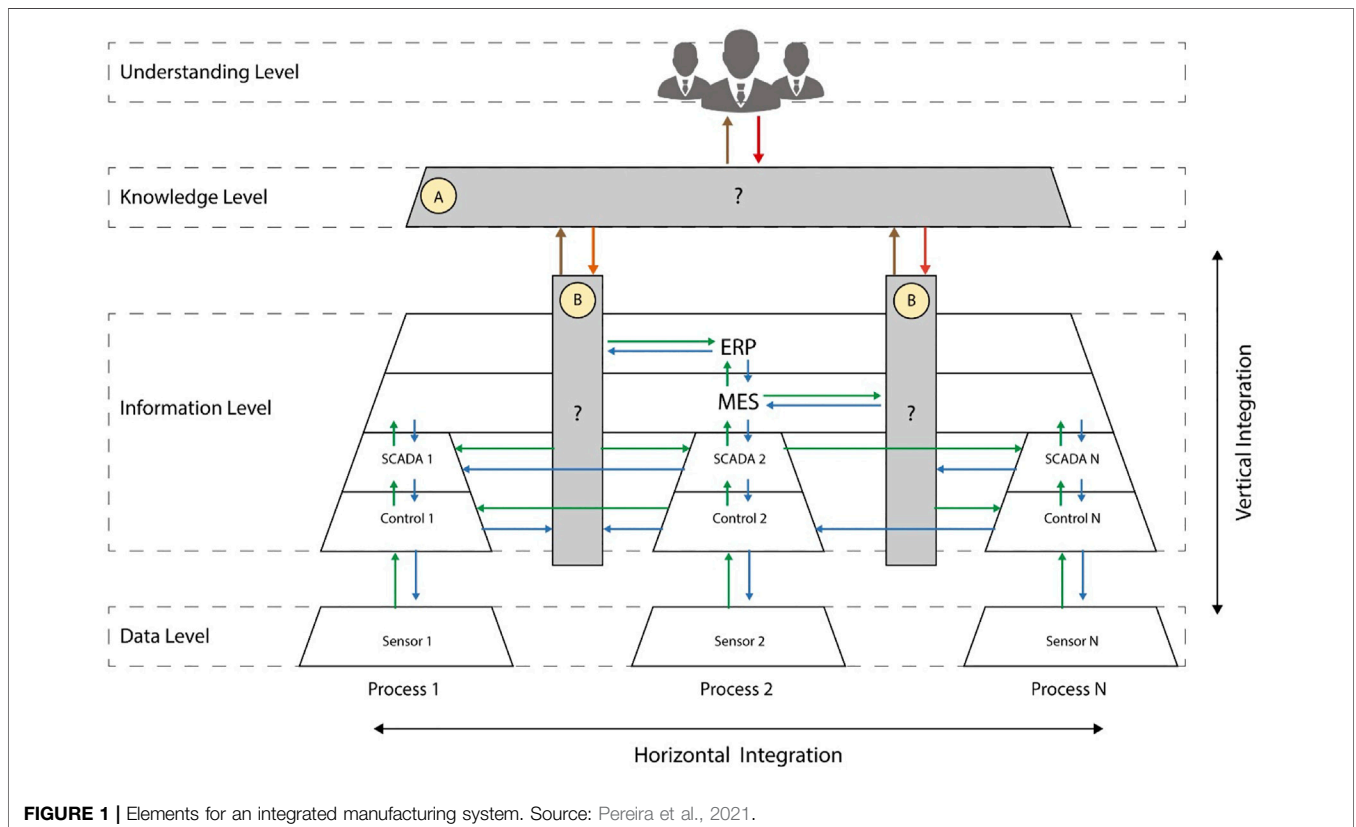 Understanding Level
Knowledge Level
A
?
B
B
ERP
Information Level
MES
?
?
SCADA 1
SCADA 2
SCADA N
Control 1
Control 2
Control N
Vertical Integration
Data Level
Sensor 1
Sensor 2
Sensor N
Process 1
Process 2
Process N
Horizontal Integration
FIGURE 1 | Elements for an integrated manufacturing system. Source: Pereira et al., 2021.